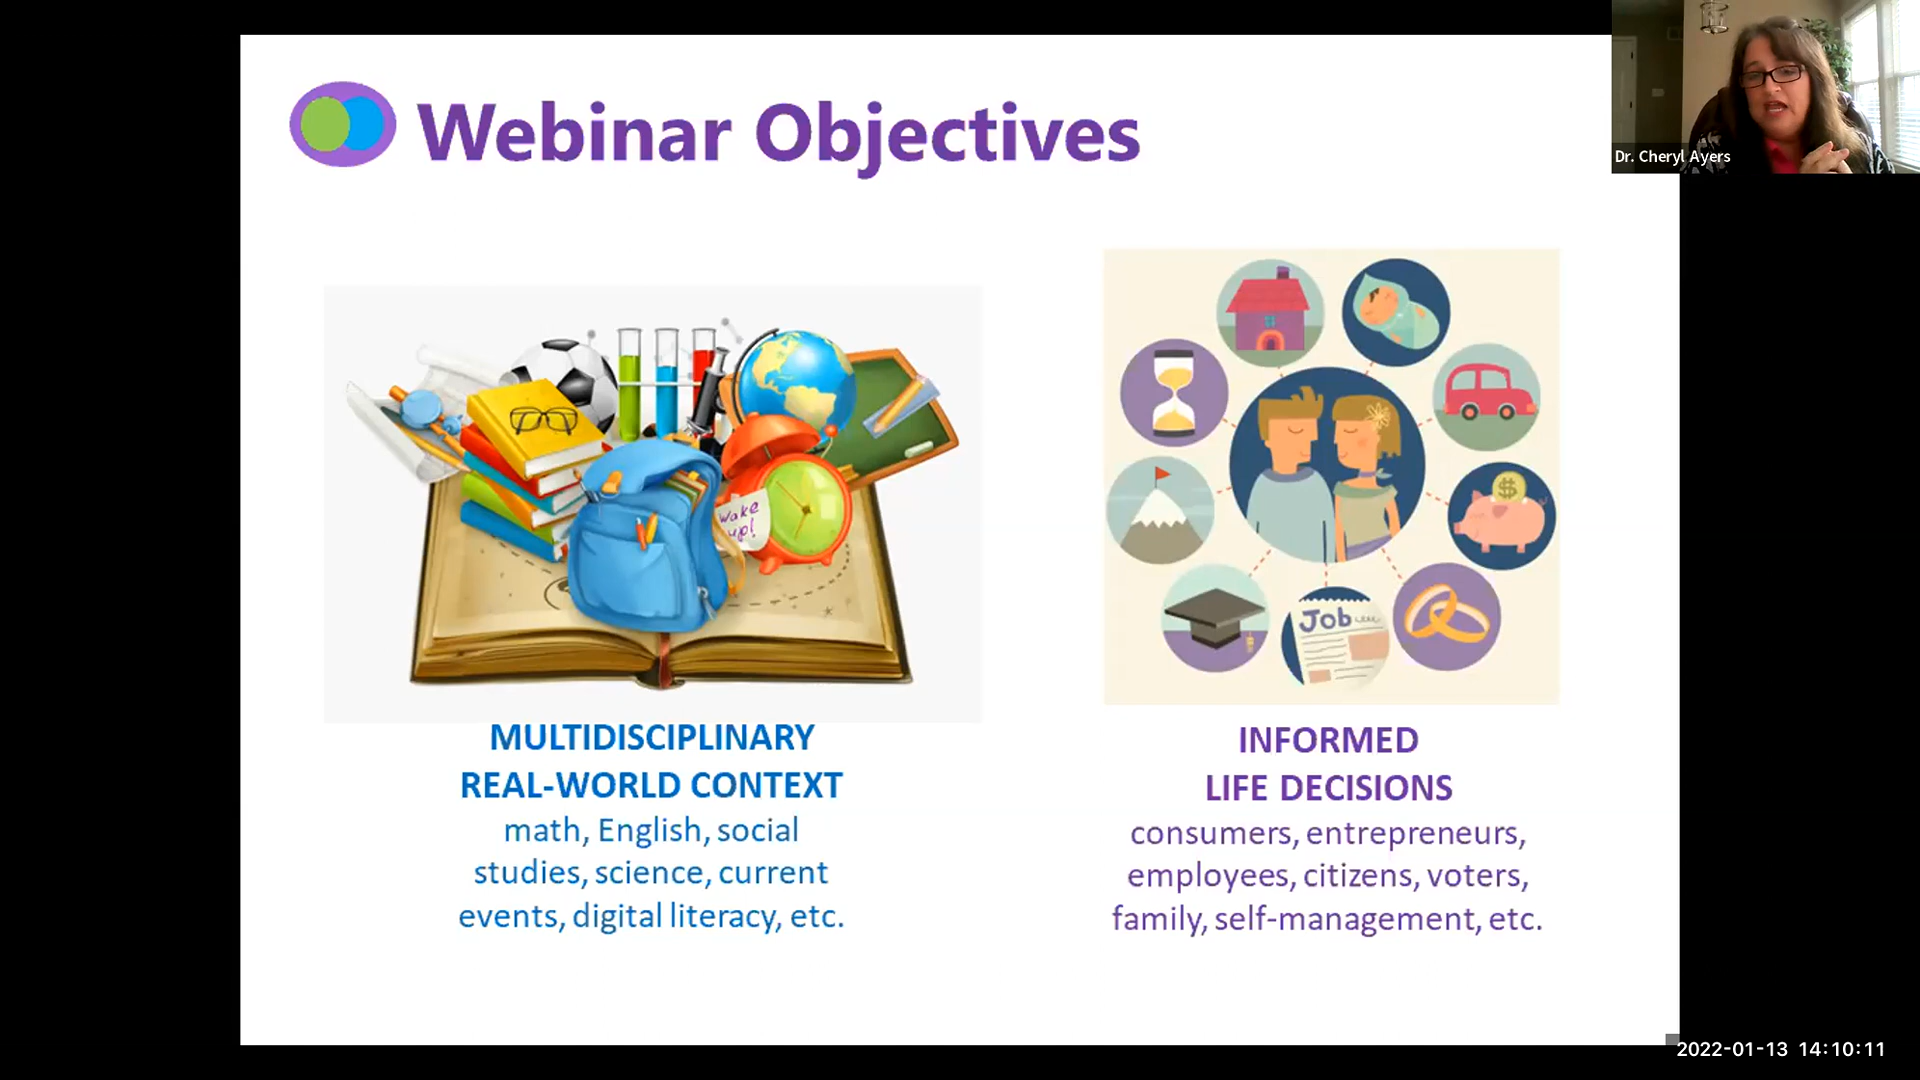 Webinar Objectives
Dr. Cheryl Ayers
Wake
up!
$
Job
MULTIDISCIPLINARY
REAL-WORLD CONTEXT
math, English, social
studies, science, current
events, digital literacy, etc.
INFORMED
LIFE DECISIONS
consumers, entrepreneurs,
employees, citizens, voters,
family, self-management, etc.
2022-01-13 14:10:11